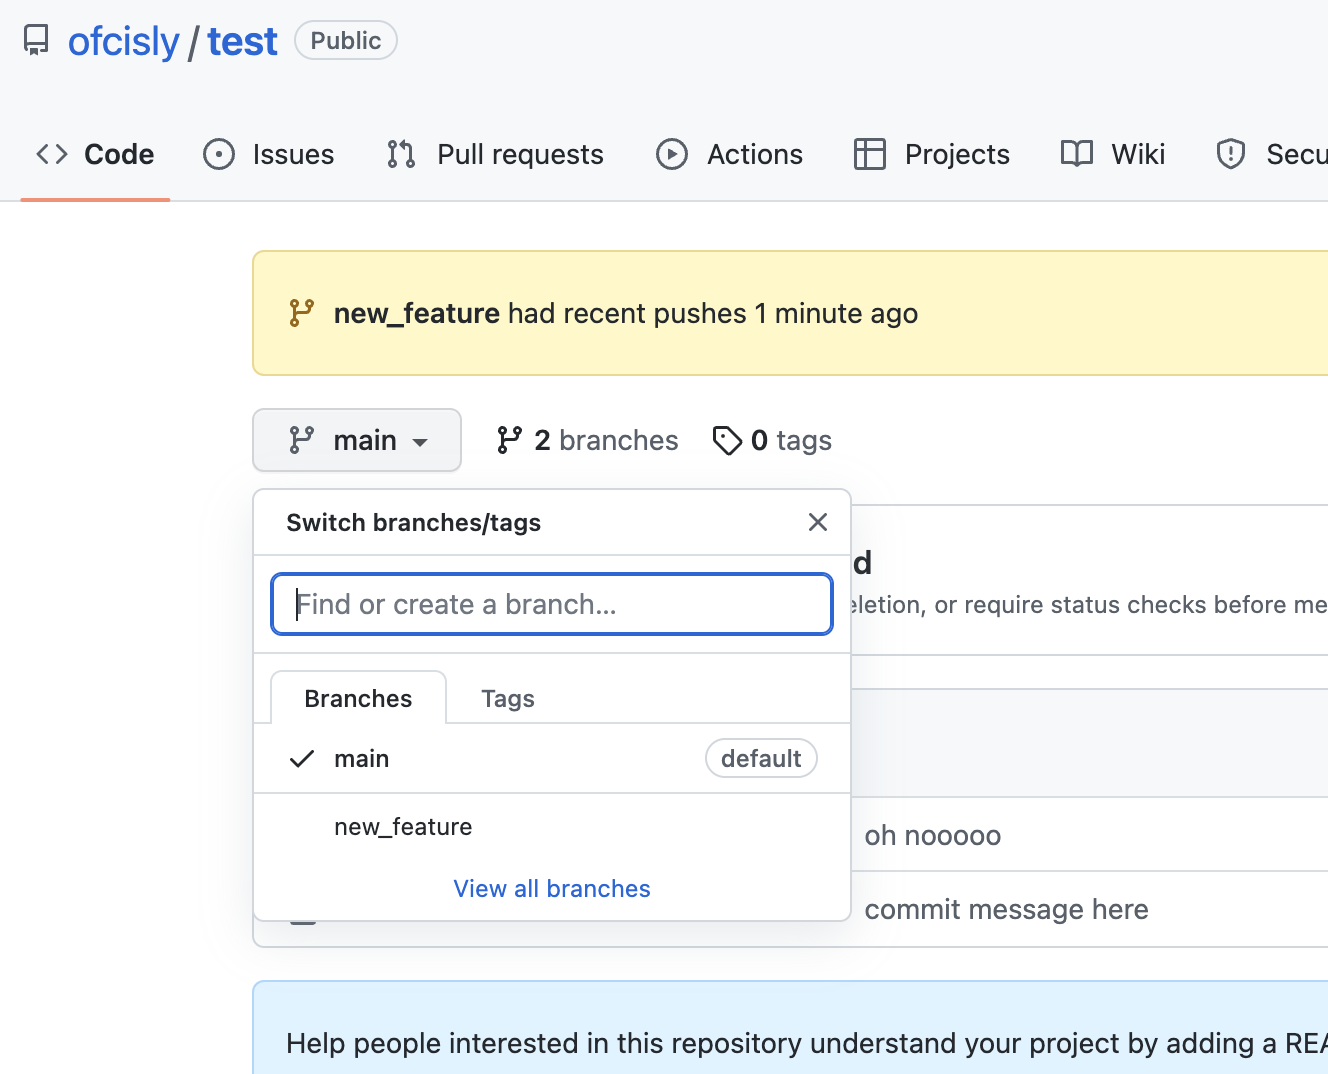 ofcisly / test Public
Code Issues Pull requests Actions Projects Wiki Secu
new_feature had recent pushes 1 minute ago
main 2 branches 0 tags
Switch branches/tags
d
Find or create a branch...
eletion, or require status checks before me
Branches Tags
main default
new_feature
oh nooooo
View all branches
commit message here
Help people interested in this repository understand your project by adding a REA